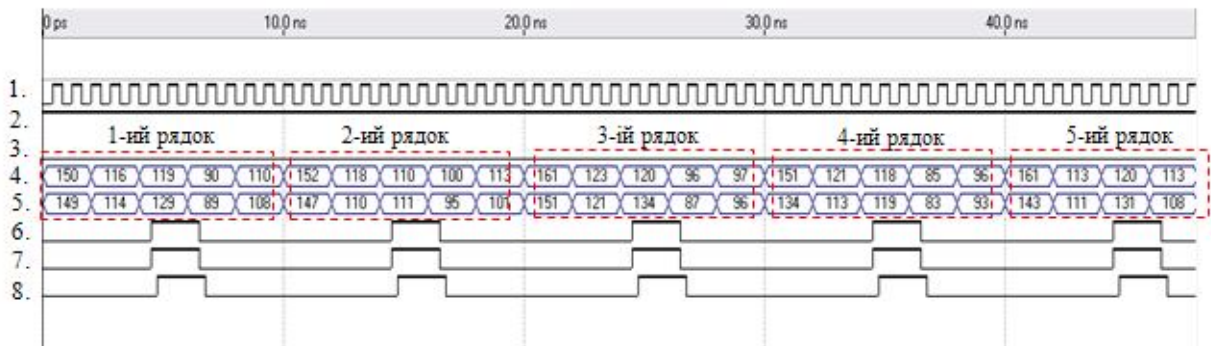 0 ps 10.0 ns 20.0 ns 30.0 ns 40.0 ns
1.
2.
1-ий рядок 2-ий рядок 3-ій рядок 4-ий рядок 5-ий рядок
3.
4. 150 116 119 90 110 152 118 110 100 113 161 123 120 96 97 151 121 118 85 96 161 113 120 113
5. 149 114 129 89 108 147 110 111 95 101 151 121 134 87 96 134 113 119 83 93 143 111 131 108
6.
7.
8.